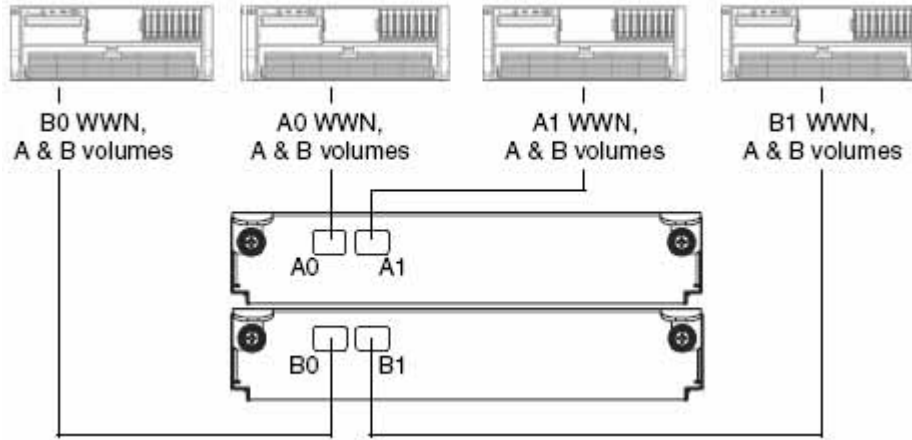 B0 WWN,
A & B volumes
A0 WWN,
A & B volumes
A1 WWN,
A & B volumes
B1 WWN,
A & B volumes
A0
A1
B0
B1